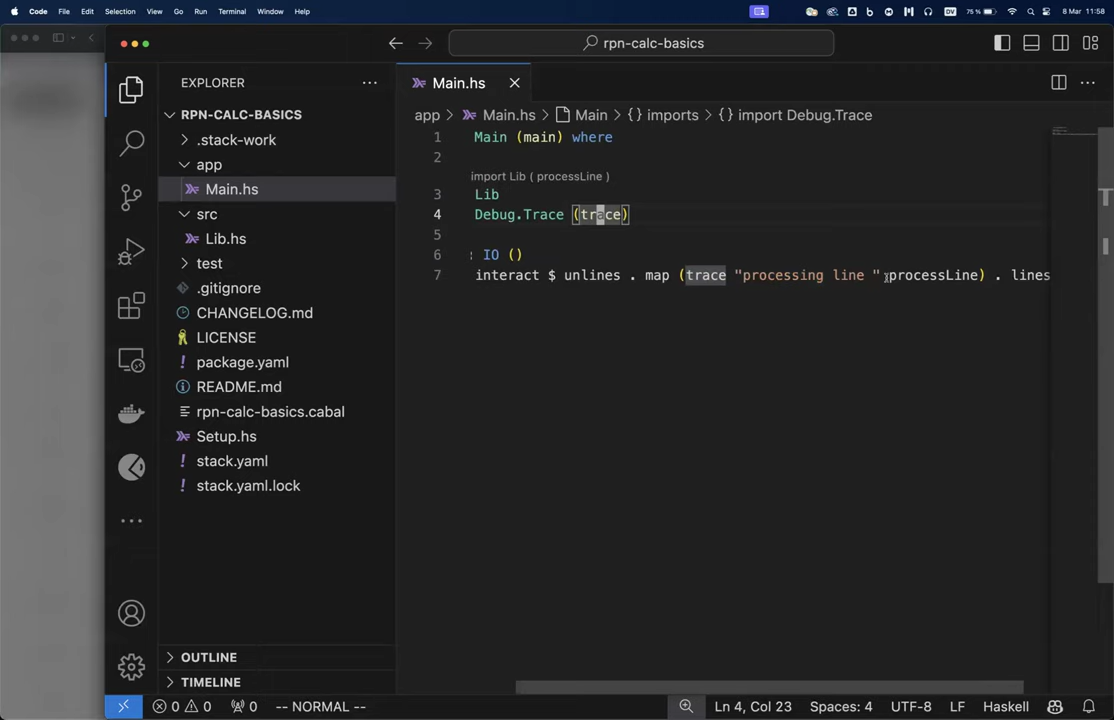 Code File Edit Selection View Go Run Terminal Window Help
DV 75 % 8 Mar 11:58
rpn-calc-basics
EXPLORER
Main.hs
RPN-CALC-BASICS
.stack-work
app
Main.hs
src
Lib.hs
test
.gitignore
CHANGELOG.md
LICENSE
package.yaml
README.md
rpn-calc-basics.cabal
Setup.hs
stack.yaml
stack.yaml.lock
OUTLINE
TIMELINE
app > Main.hs > Main > {} imports > {} import Debug.Trace
1 Main (main) where
2
import Lib ( processLine )
3 Lib
4 Debug.Trace (trace)
5
6 : IO ()
7 interact $ unlines . map (trace "processing line " processLine) . lines
0 0 0 -- NORMAL -- Ln 4, Col 23 Spaces: 4 UTF-8 LF Haskell